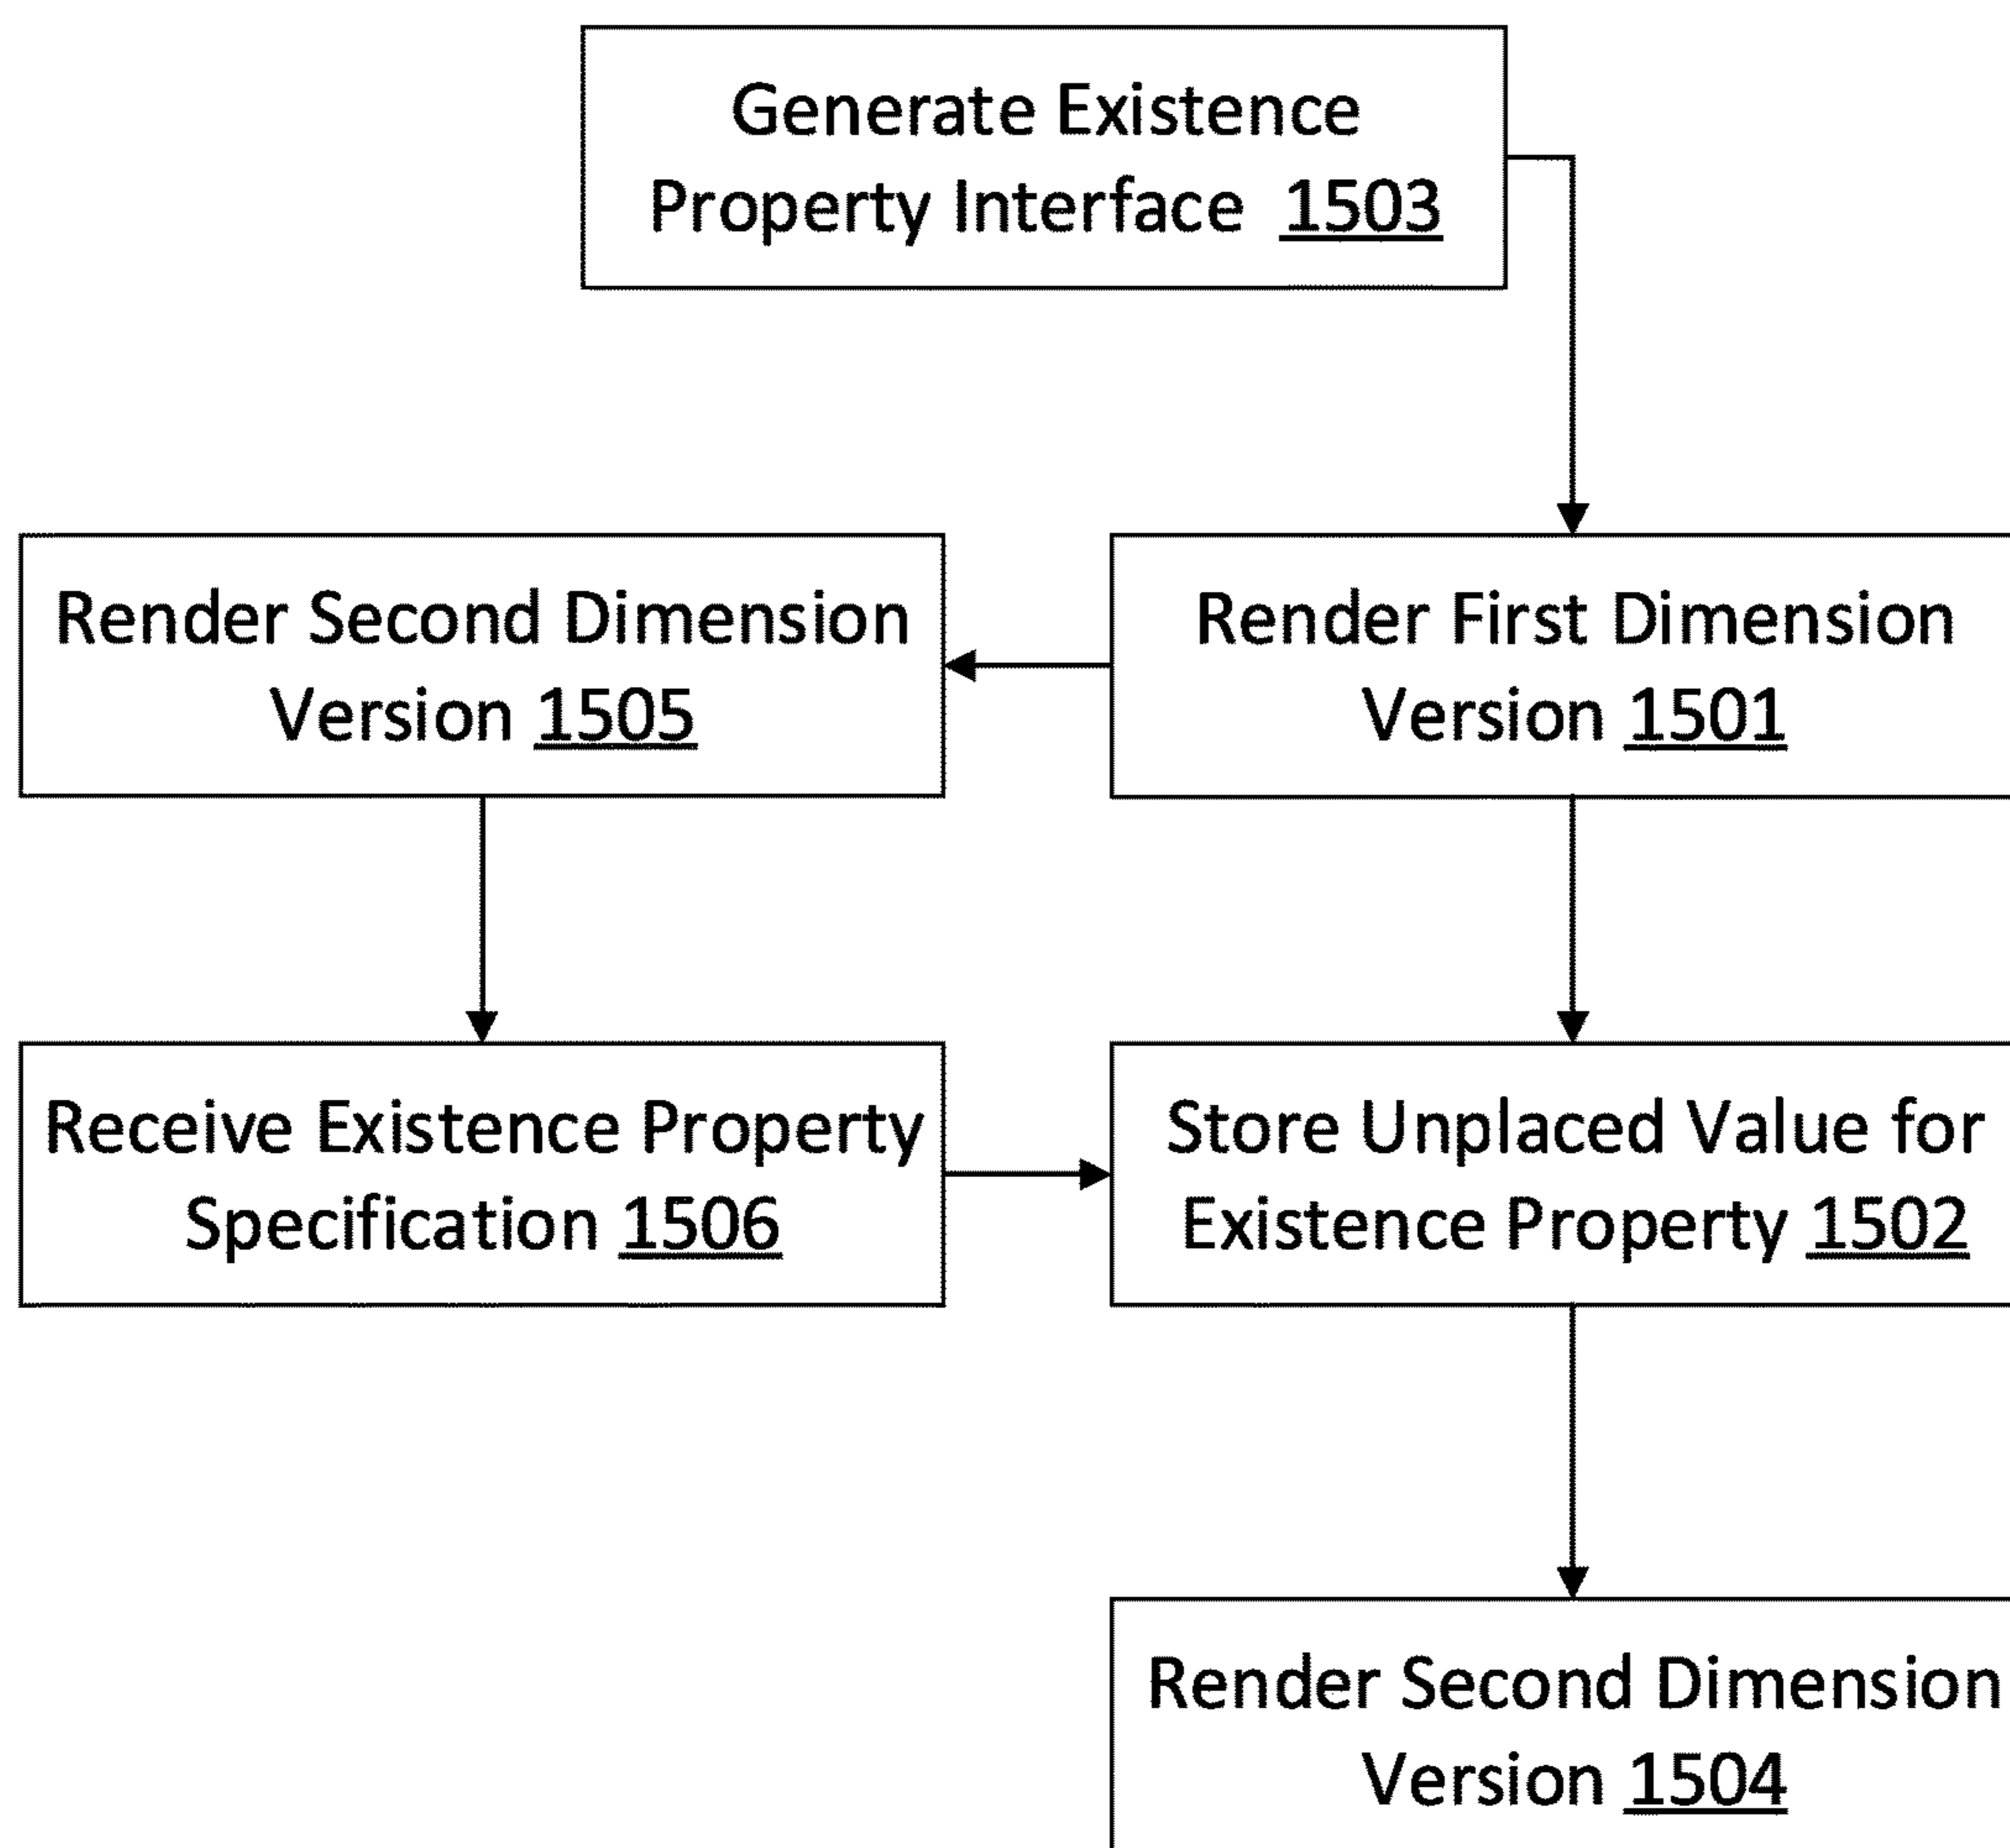 Generate Existence
Property Interface 1503
Render Second Dimension
Version 1505
Render First Dimension
Version 1501
Receive Existence Property
Specification 1506
Store Unplaced Value for
Existence Property 1502
Render Second Dimension
Version 1504